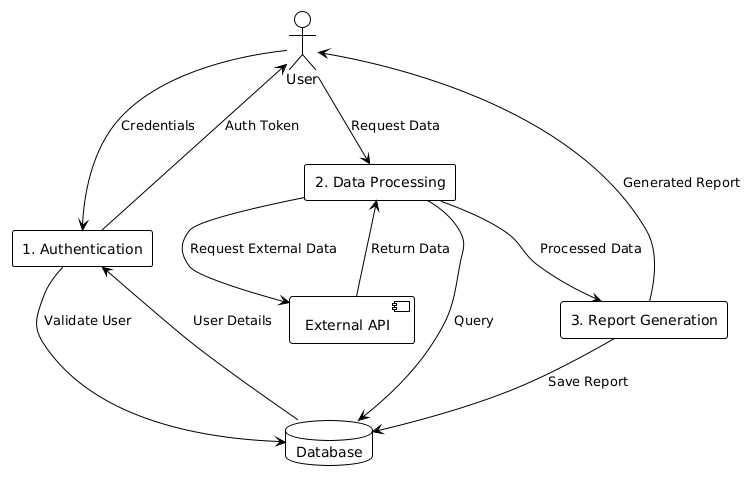 User
Credentials
Auth Token
Request Data
2. Data Processing
Generated Report
1. Authentication
Request External Data
Return Data
Processed Data
External API
Validate User
User Details
Query
3. Report Generation
Save Report
Database